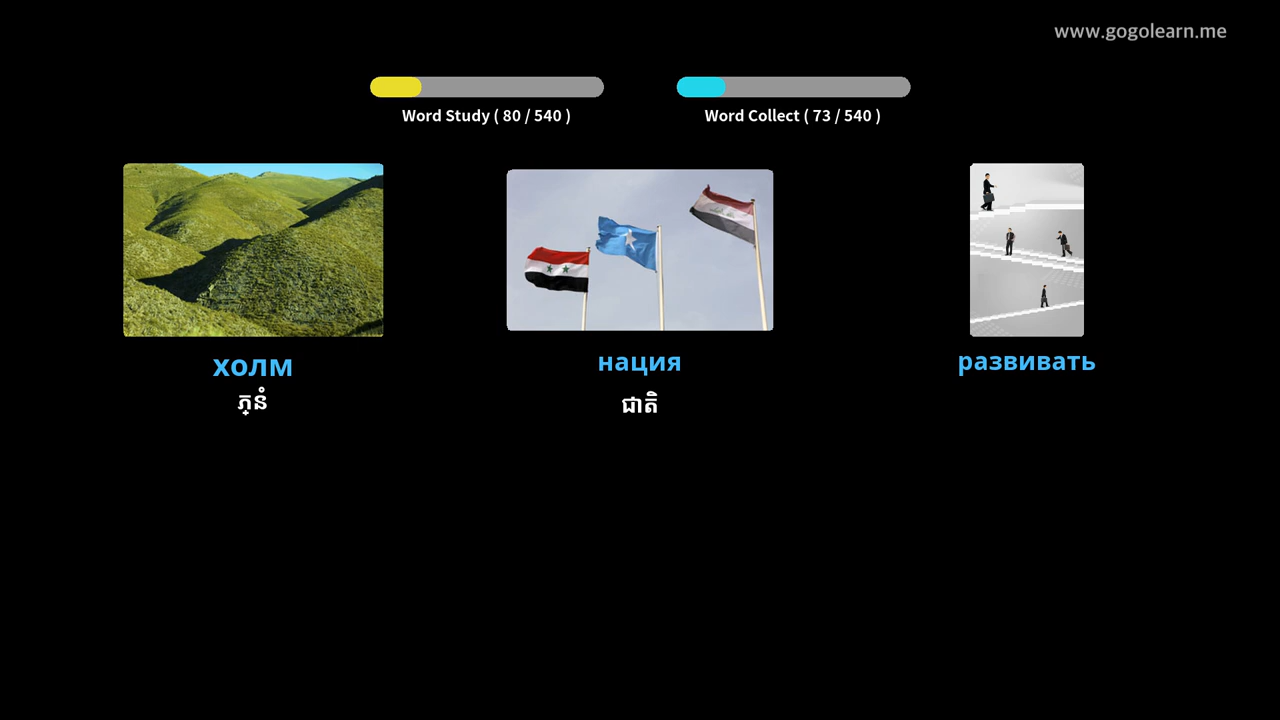 www.gogolearn.me
Word Study ( 80 / 540 )
Word Collect ( 73 / 540 )
холм
нация
развивать
ភ្នំ
ជាតិ